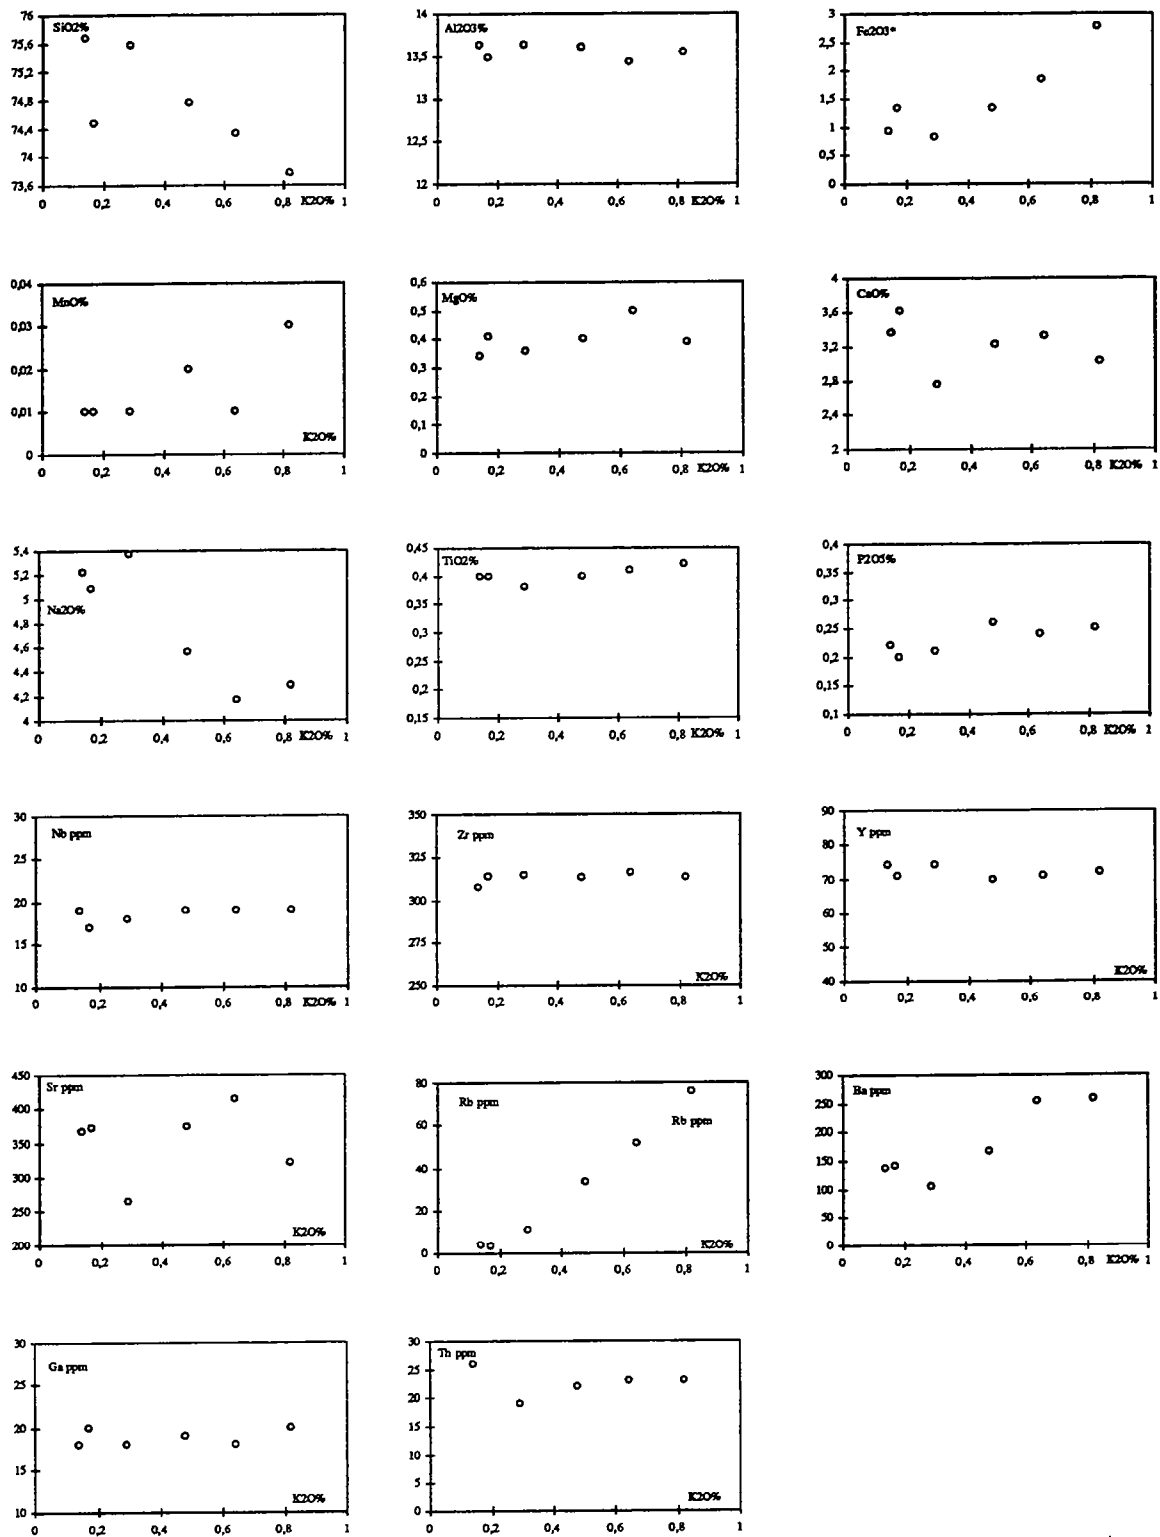 SiO2%
76
75,6
75,2
74,8
74,4
74
73,6
0 0,2 0,4 0,6 0,8 K2O% 1
Al2O3%
14
13,5
13
12,5
12
0 0,2 0,4 0,6 0,8 K2O% 1
Fe2O3*
3
2,5
2
1,5
1
0,5
0
0 0,2 0,4 0,6 0,8 K2O% 1
MnO%
0,04
0,03
0,02
0,01
0
K2O%
0 0,2 0,4 0,6 0,8 1
MgO%
0,6
0,5
0,4
0,3
0,2
0,1
0
0 0,2 0,4 0,6 0,8 K2O% 1
CaO%
4
3,6
3,2
2,8
2,4
2
0 0,2 0,4 0,6 0,8 K2O% 1
5,4
5,2
5
Na2O%
4,8
4,6
4,4
4,2
4
0 0,2 0,4 0,6 0,8 K2O% 1
TiO2%
0,45
0,4
0,35
0,3
0,25
0,2
0,15
0 0,2 0,4 0,6 0,8 K2O% 1
P2O5%
0,4
0,35
0,3
0,25
0,2
0,15
0,1
0 0,2 0,4 0,6 0,8 K2O% 1
Nb ppm
30
25
20
15
10
0 0,2 0,4 0,6 0,8 K2O% 1
Zr ppm
350
325
300
275
250
K2O%
0 0,2 0,4 0,6 0,8 1
Y ppm
90
80
70
60
50
40
K2O%
0 0,2 0,4 0,6 0,8 1
Sr ppm
450
400
350
300
250
200
K2O%
0 0,2 0,4 0,6 0,8 1
Rb ppm
Rb ppm
80
60
40
20
0
K2O%
0 0,2 0,4 0,6 0,8 1
Ba ppm
300
250
200
150
100
50
0
0 0,2 0,4 0,6 0,8 K2O% 1
Ga ppm
30
25
20
15
10
K2O%
0 0,2 0,4 0,6 0,8 1
Th ppm
30
25
20
15
10
5
0
K2O%
0 0,2 0,4 0,6 0,8 1